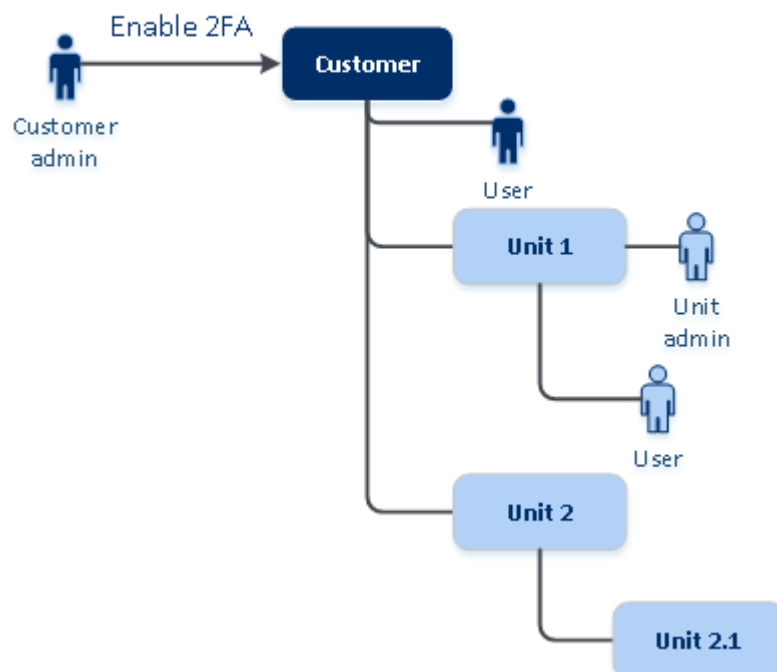 Enable 2FA
Customer
Customer
admin
User
Unit 1
Unit
admin
User
Unit 2
Unit 2.1